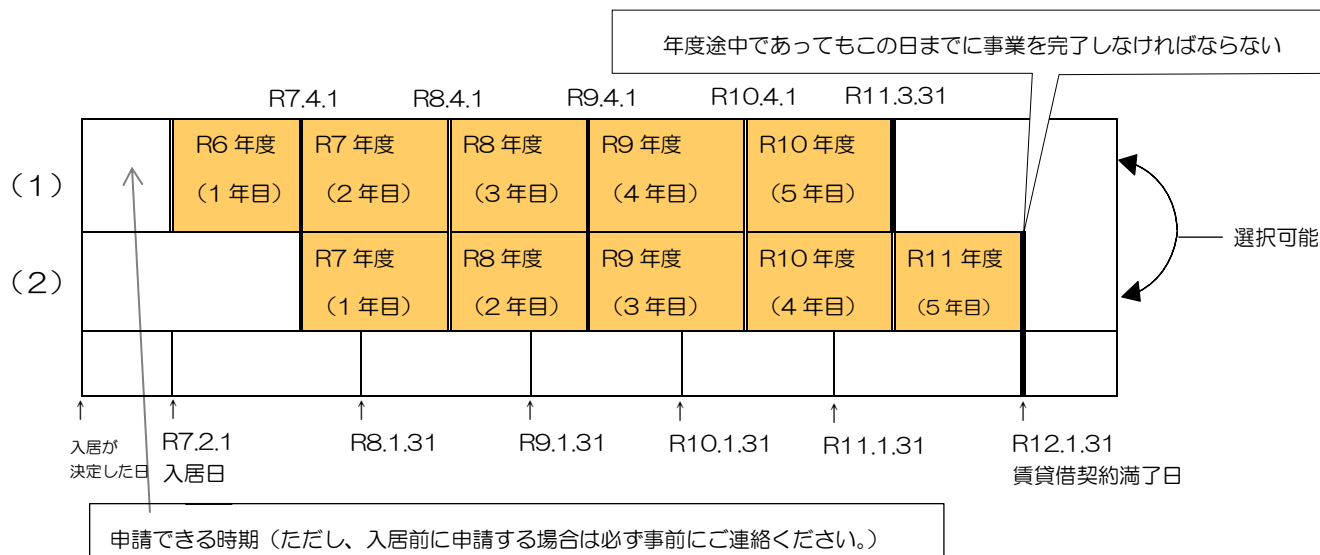 年度途中であってもこの日までに事業を完了しなければならない
R7.4.1 R8.4.1 R9.4.1 R10.4.1 R11.3.31
(1)
R6 年度 R7 年度 R8 年度 R9 年度 R10 年度
(1 年目) (2 年目) (3 年目) (4 年目) (5 年目)
選択可能
(2)
R7 年度 R8 年度 R9 年度 R10 年度 R11 年度
(1 年目) (2 年目) (3 年目) (4 年目) (5 年目)
↑ ↑ ↑ ↑ ↑ ↑ ↑
入居が
決定した日
R7.2.1 R8.1.31 R9.1.31 R10.1.31 R11.1.31 R12.1.31
入居日 賃貸借契約満了日
申請できる時期（ただし、入居前に申請する場合は必ず事前にご連絡ください。）